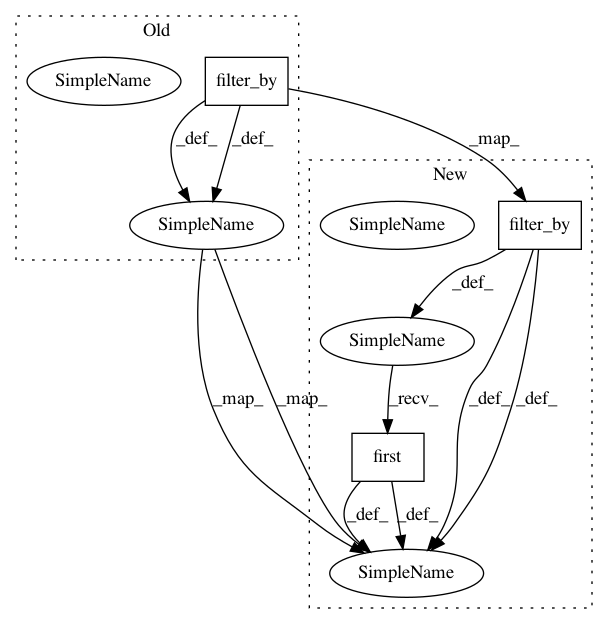 Old
SimpleName
filter_by
_def_
_def_
_map_
New
SimpleName
SimpleName
filter_by
_def_
SimpleName
_map_
_map_
_recv_
_def_
_def_
first
_def_
_def_
SimpleName